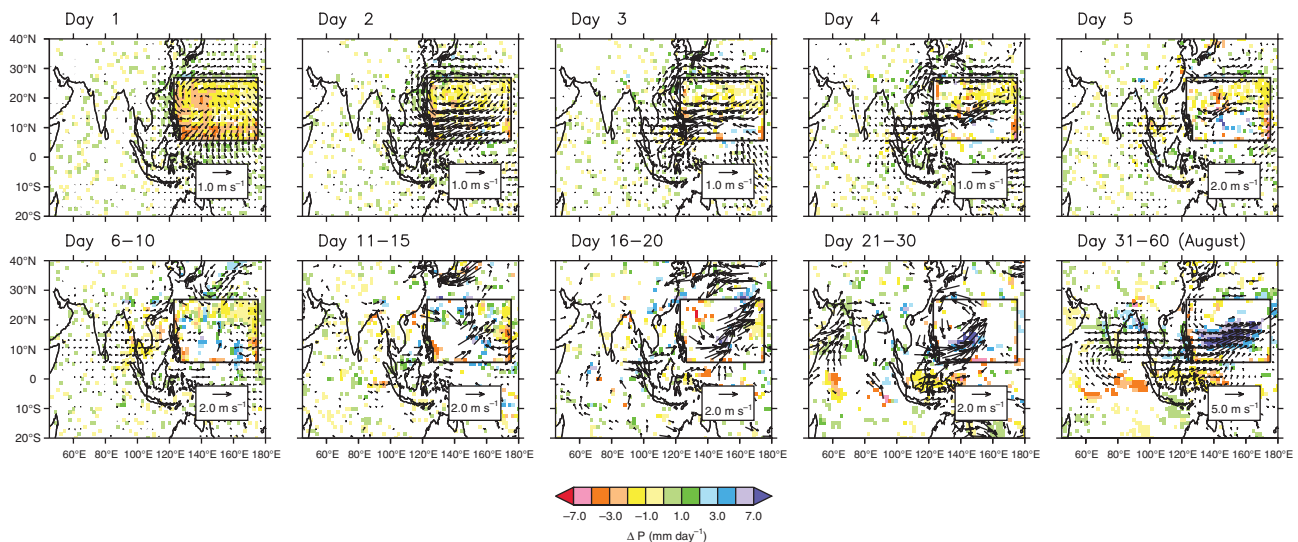 Day 1
Day 2
Day 3
Day 4
Day 5
40°N
30°N
20°N
10°N
0
10°S
20°S
1.0 m s⁻¹
1.0 m s⁻¹
1.0 m s⁻¹
1.0 m s⁻¹
2.0 m s⁻¹
Day 6–10
Day 11–15
Day 16–20
Day 21–30
Day 31–60 (August)
40°N
30°N
20°N
10°N
0
10°S
20°S
2.0 m s⁻¹
2.0 m s⁻¹
2.0 m s⁻¹
2.0 m s⁻¹
5.0 m s⁻¹
60°E 80°E 100°E 120°E 140°E 160°E 180°E
60°E 80°E 100°E 120°E 140°E 160°E 180°E
60°E 80°E 100°E 120°E 140°E 160°E 180°E
60°E 80°E 100°E 120°E 140°E 160°E 180°E
60°E 80°E 100°E 120°E 140°E 160°E 180°E
–7.0 –3.0 –1.0 1.0 3.0 7.0
Δ P (mm day⁻¹)